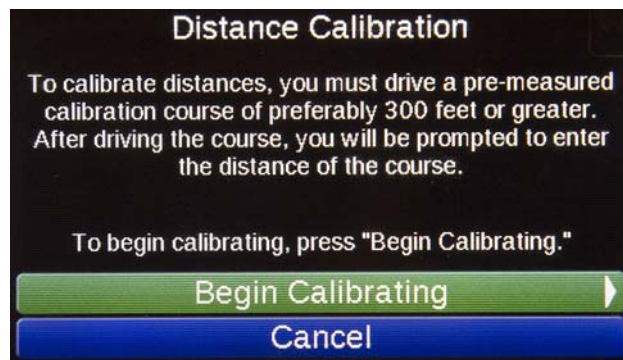 Distance Calibration
To calibrate distances, you must drive a pre-measured
calibration course of preferably 300 feet or greater.
After driving the course, you will be prompted to enter
the distance of the course.
To begin calibrating, press "Begin Calibrating."
Begin Calibrating
Cancel